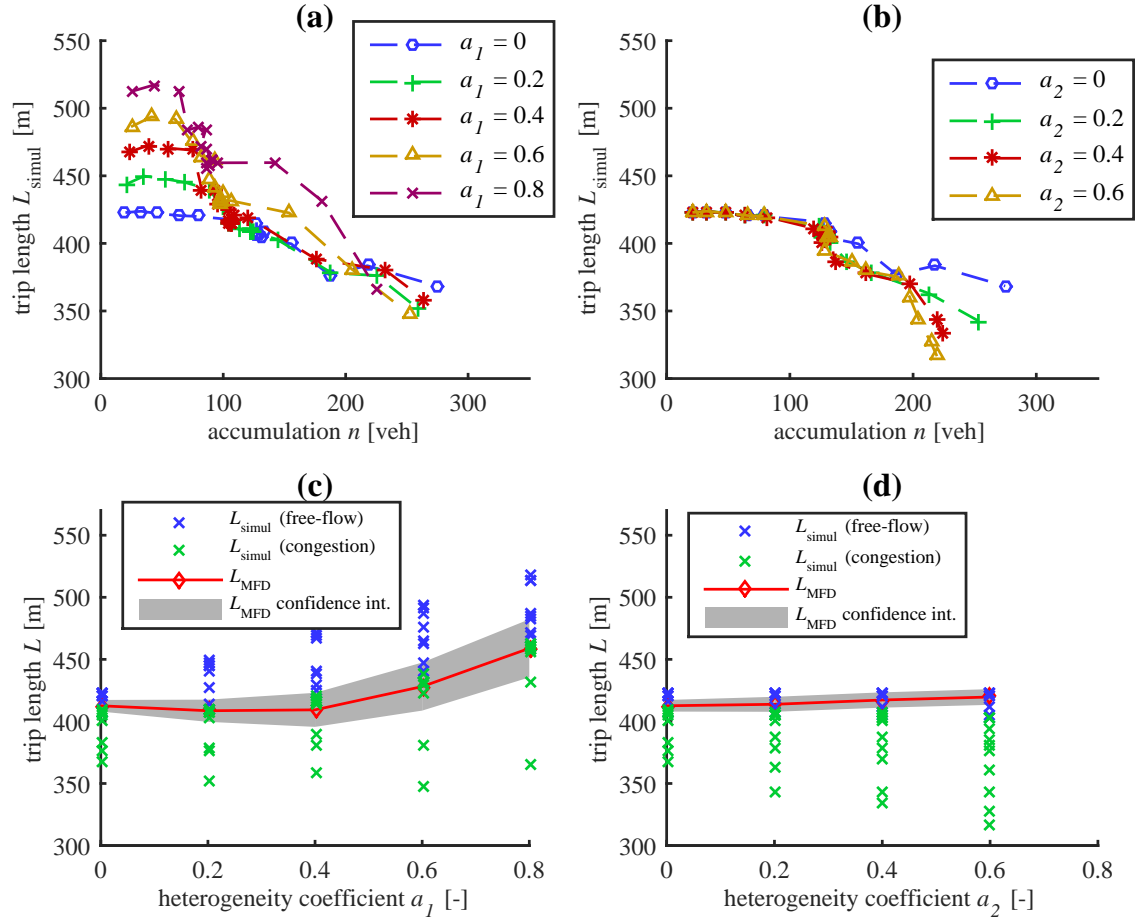 (a)
550
500
450
400
350
300
0
100
200
300
trip length L_simul [m]
accumulation n [veh]
a_1 = 0
a_1 = 0.2
a_1 = 0.4
a_1 = 0.6
a_1 = 0.8
(b)
550
500
450
400
350
300
0
100
200
300
trip length L_simul [m]
accumulation n [veh]
a_2 = 0
a_2 = 0.2
a_2 = 0.4
a_2 = 0.6
(c)
550
500
450
400
350
300
0
0.2
0.4
0.6
0.8
trip length L [m]
heterogeneity coefficient a_1 [-]
L_simul (free-flow)
L_simul (congestion)
L_MFD
L_MFD confidence int.
(d)
550
500
450
400
350
300
0
0.2
0.4
0.6
0.8
trip length L [m]
heterogeneity coefficient a_2 [-]
L_simul (free-flow)
L_simul (congestion)
L_MFD
L_MFD confidence int.